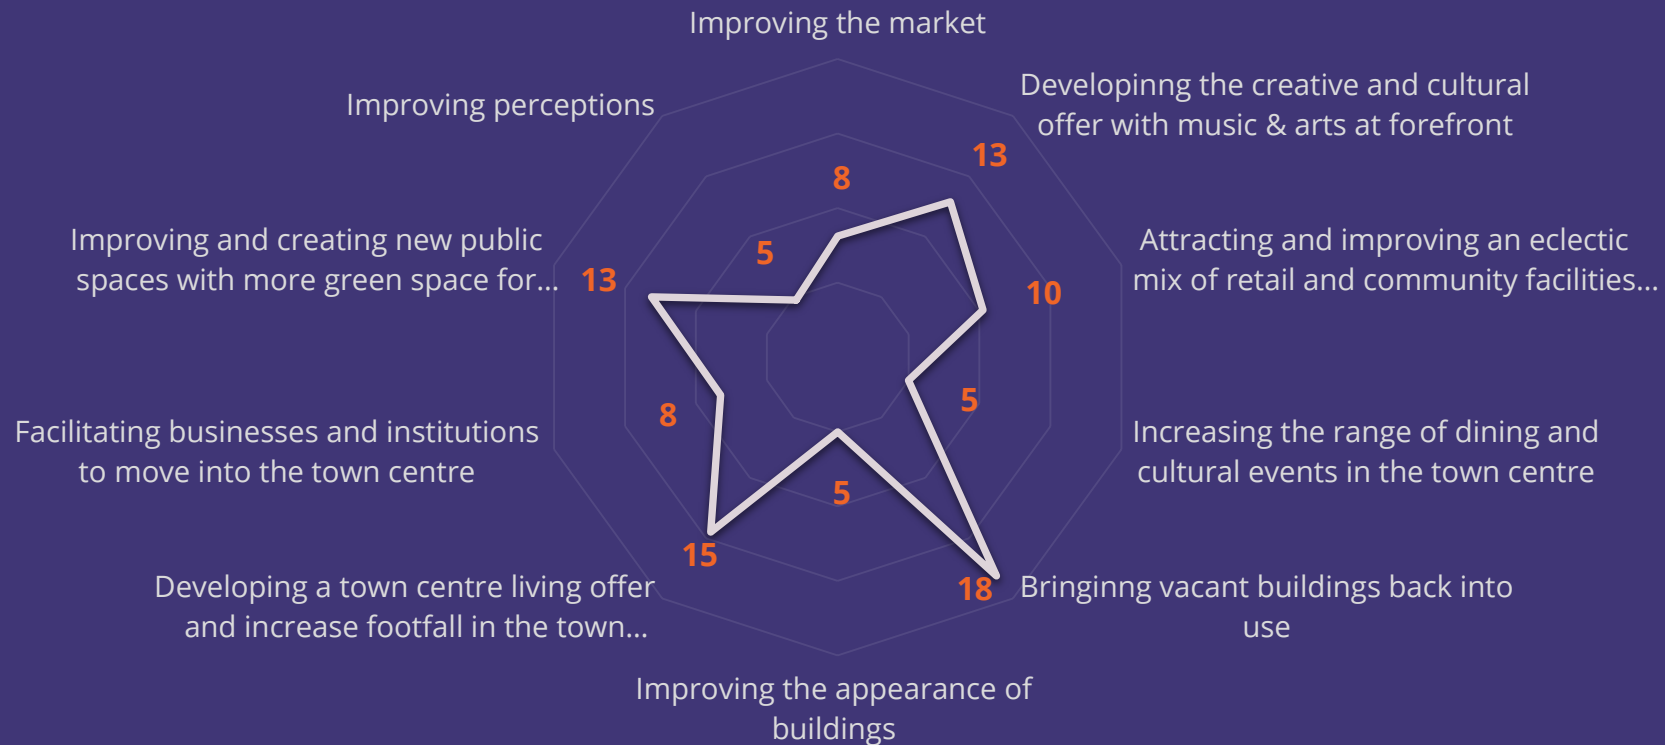 Improving the market
Developinng the creative and cultural
offer with music & arts at forefront
Improving perceptions
13
8
Attracting and improving an eclectic
mix of retail and community facilities...
Improving and creating new public
spaces with more green space for...
5
13
10
5
8
Facilitating businesses and institutions
to move into the town centre
Increasing the range of dining and
cultural events in the town centre
5
15
18
Developing a town centre living offer
and increase footfall in the town...
Bringinng vacant buildings back into
use
Improving the appearance of
buildings